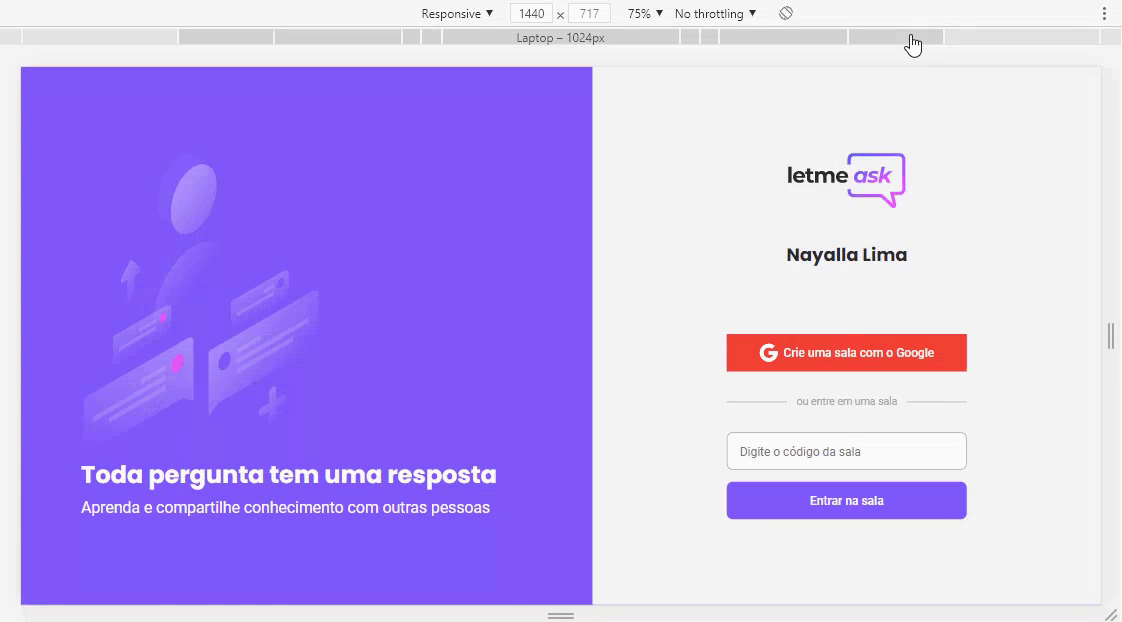 Responsive ▼ 1440 x 717 75% ▼ No throttling ▼
Laptop – 1024px
letme ask
Nayalla Lima
Crie uma sala com o Google
ou entre em uma sala
Digite o código da sala
Entrar na sala
Toda pergunta tem uma resposta
Aprenda e compartilhe conhecimento com outras pessoas